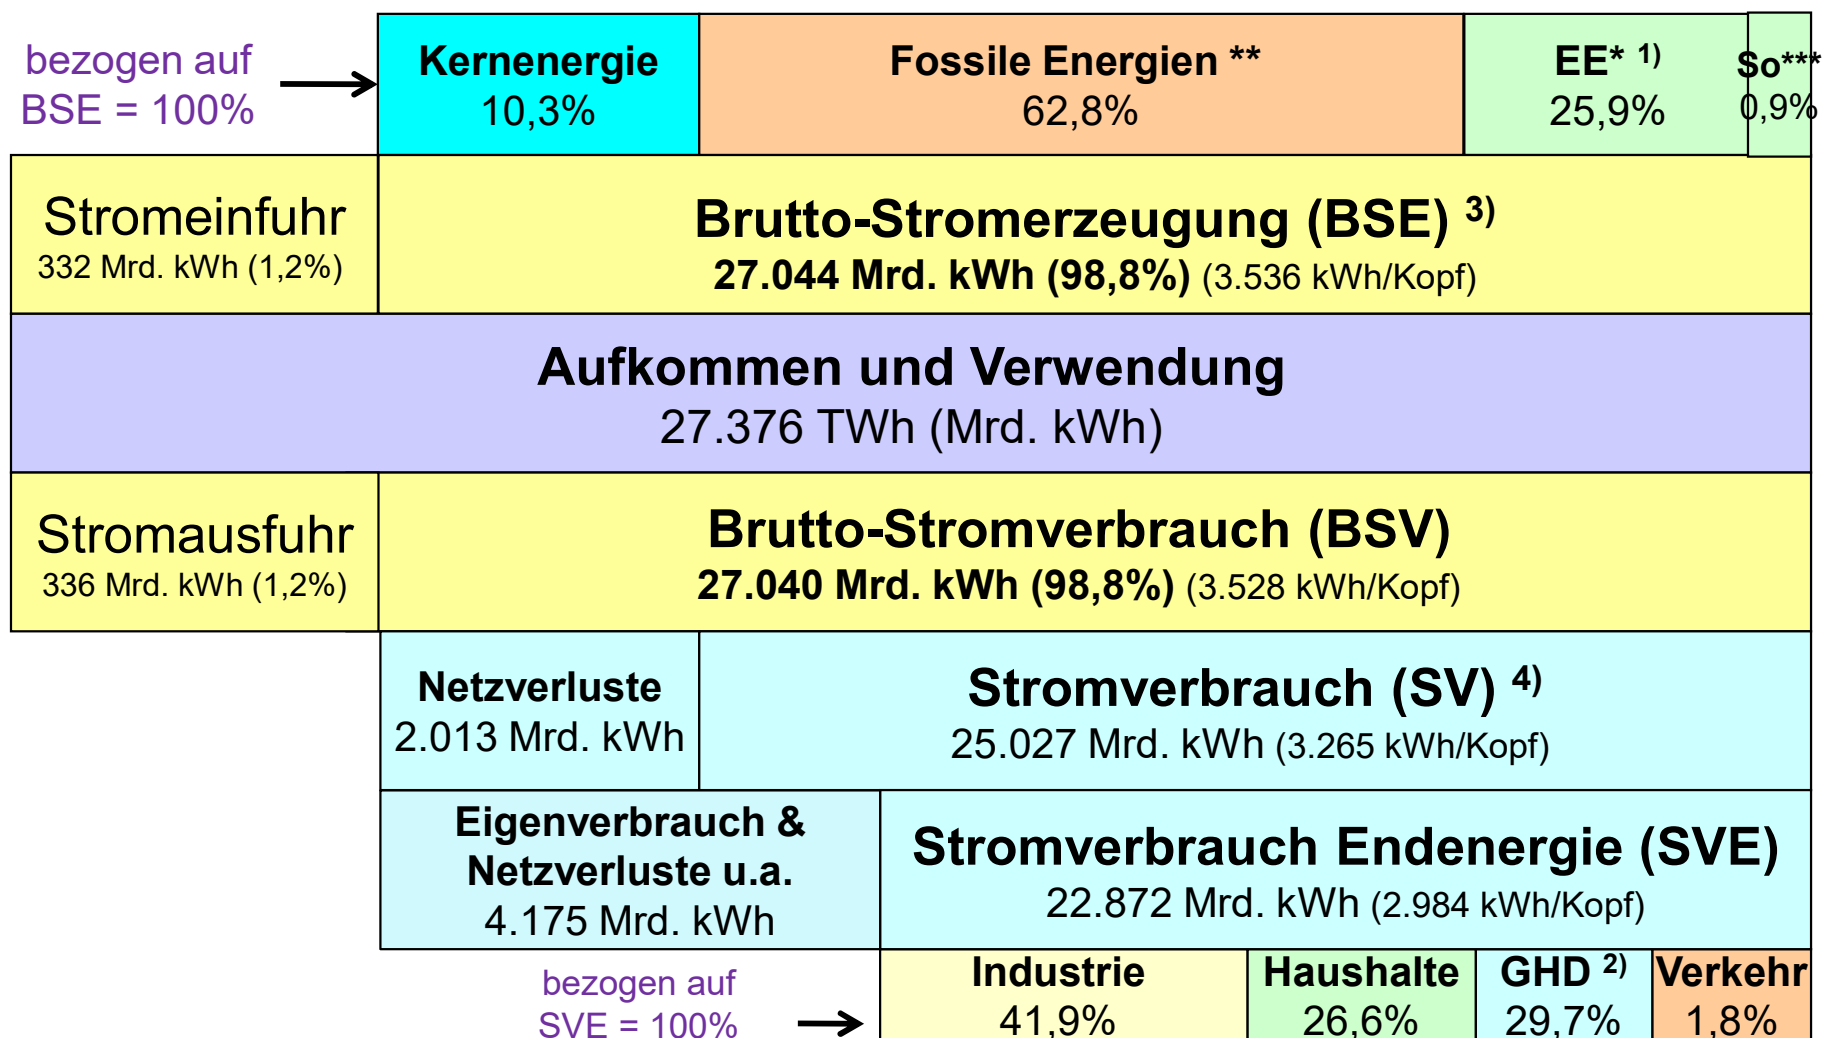 bezogen auf
BSE = 100%
Kernenergie
10,3%
Fossile Energien **
62,8%
EE* 1)
25,9%
So***
0,9%
Stromeinfuhr
332 Mrd. kWh (1,2%)
Brutto-Stromerzeugung (BSE) 3)
27.044 Mrd. kWh (98,8%) (3.536 kWh/Kopf)
Aufkommen und Verwendung
27.376 TWh (Mrd. kWh)
Stromausfuhr
336 Mrd. kWh (1,2%)
Brutto-Stromverbrauch (BSV)
27.040 Mrd. kWh (98,8%) (3.528 kWh/Kopf)
Netzverluste
2.013 Mrd. kWh
Stromverbrauch (SV) 4)
25.027 Mrd. kWh (3.265 kWh/Kopf)
Eigenverbrauch &
Netzverluste u.a.
4.175 Mrd. kWh
Stromverbrauch Endenergie (SVE)
22.872 Mrd. kWh (2.984 kWh/Kopf)
bezogen auf
SVE = 100%
Industrie
41,9%
Haushalte
26,6%
GHD 2)
29,7%
Verkehr
1,8%